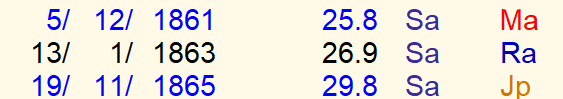 5/ 12/ 1861 25.8 Sa Ma
13/ 1/ 1863 26.9 Sa Ra
19/ 11/ 1865 29.8 Sa Jp